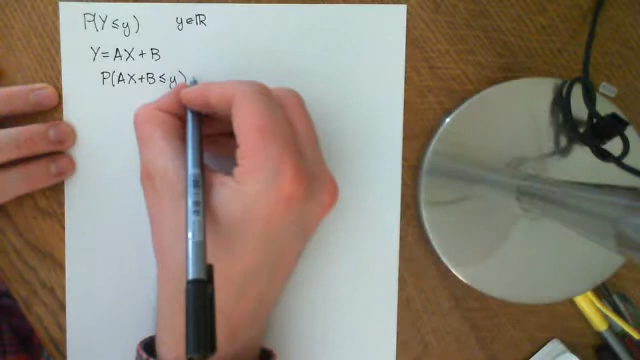 P(Y ≤ y)   y ∈ ℝ
Y = AX + B
P(AX + B ≤ y)